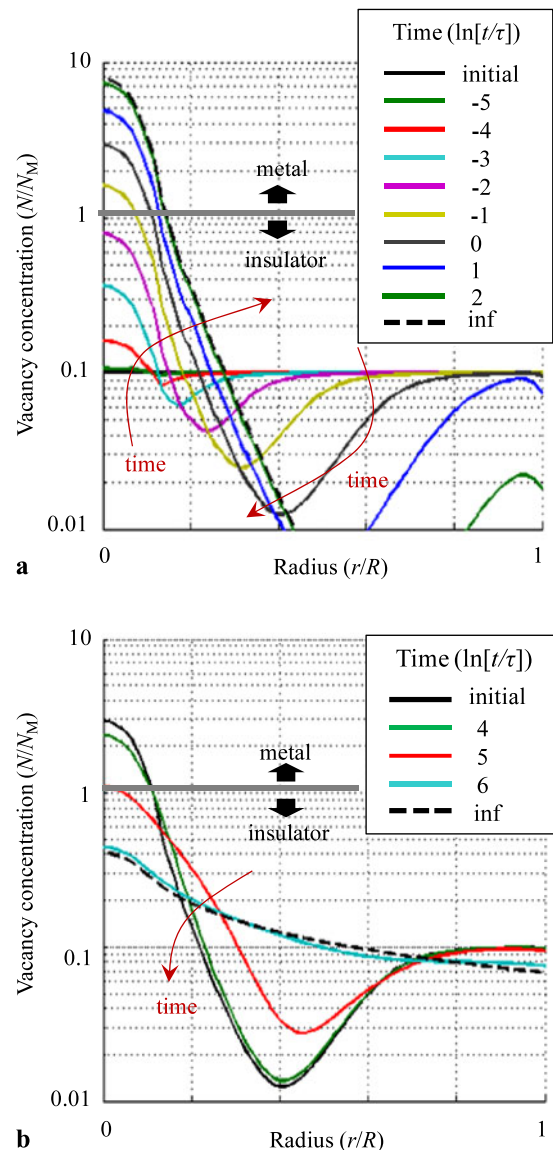 Time (ln[t/τ])
initial
-5
-4
-3
-2
-1
0
1
2
inf
10
1
0.1
0.01
Vacancy concentration (N/N_M)
metal
insulator
time
time
0
1
Radius (r/R)
a
Time (ln[t/τ])
initial
4
5
6
inf
10
1
0.1
0.01
Vacancy concentration (N/N_M)
metal
insulator
time
0
1
Radius (r/R)
b